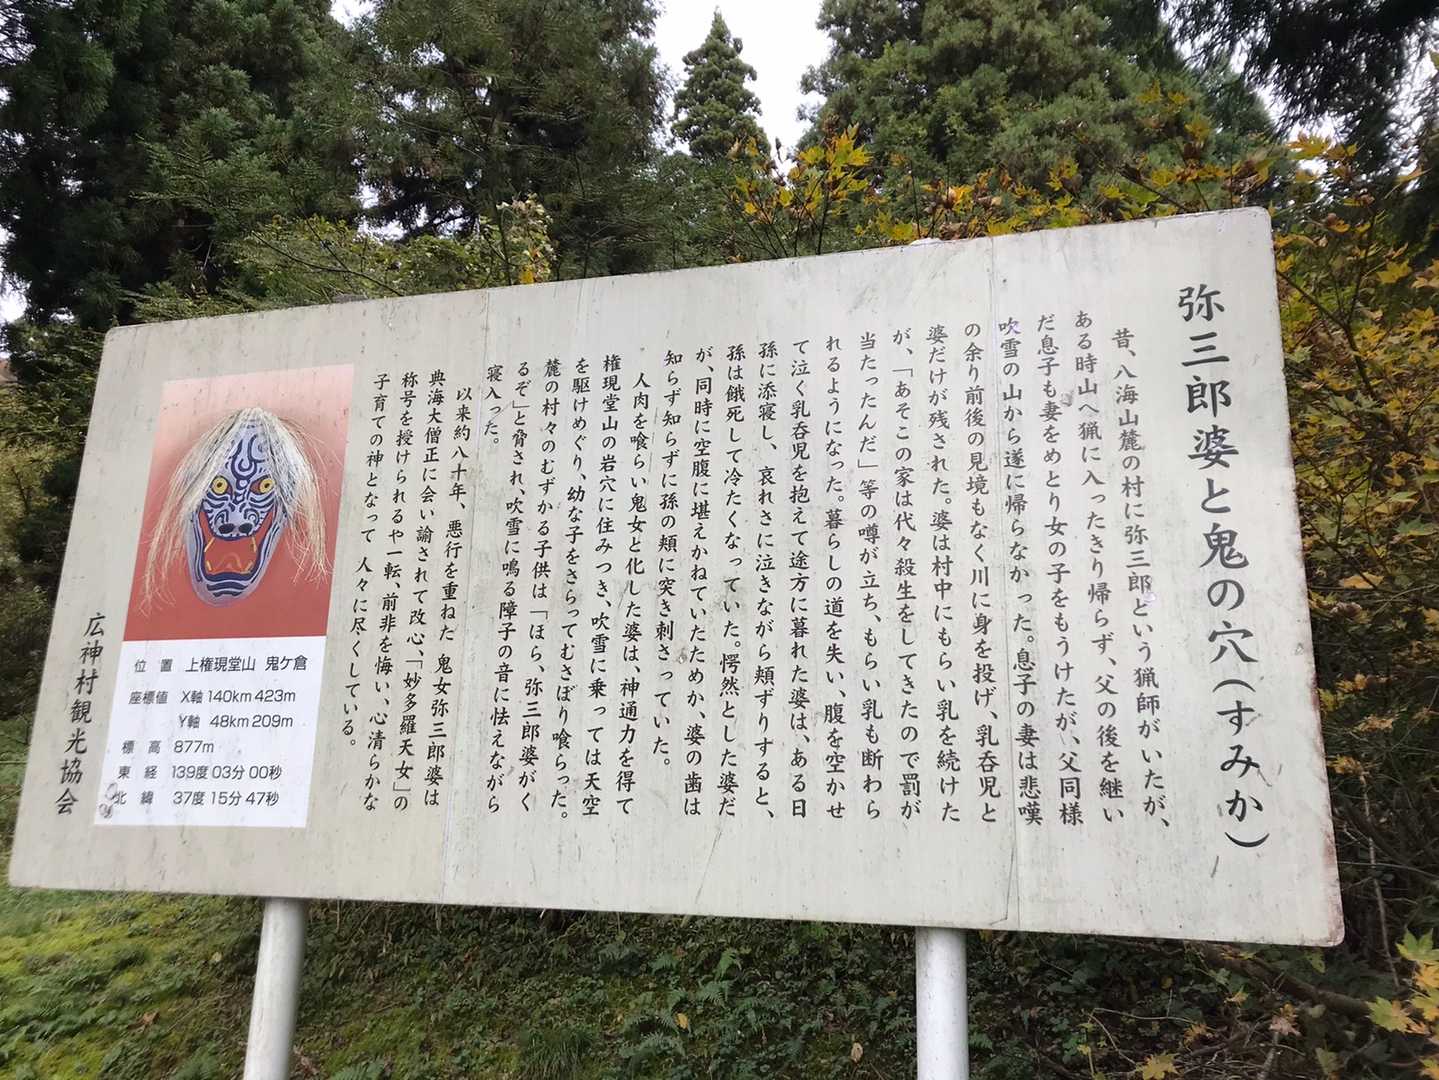 弥三郎婆と鬼の穴(すみか)
昔、八海山麓の村に弥三郎という猟師がいたが、
ある時山へ猟に入ったきり帰らず、父の後を継い
だ息子も妻をめとり女の子をもうけたが、父同様
吹雪の山から遂に帰らなかった。息子の妻は悲嘆
の余り前後の見境もなく川に身を投げ、乳呑児と
婆だけが残された。婆は村中にもらい乳を続けた
が、「あそこの家は代々殺生をしてきたので罰が
当たったんだ」等の噂が立ち、もらい乳も断わら
れるようになった。暮らしの道を失い、腹を空かせ
て泣く乳呑児を抱えて途方に暮れた婆は、ある日
孫に添寝し、哀れさに泣きながら頬ずりすると、
孫は餓死して冷たくなっていた。愕然とした婆だ
が、同時に空腹に堪えかねていたためか、婆の歯は
知らず知らずに孫の頬に突き刺さっていた。
人肉を喰らい鬼女と化した婆は、神通力を得て
権現堂山の岩穴に住みつき、吹雪に乗っては天空
を駆けめぐり、幼な子をさらってむさぼり喰らった。
麓の村々のむずかる子供は「ほら、弥三郎婆がく
るぞ」と脅され、吹雪に鳴る障子の音に怯えながら
寝入った。
以来約八十年、悪行を重ねた鬼女弥三郎婆は
典海大僧正に会い諭されて改心、「妙多羅天女」の
称号を授けられるや一転、前非を悔い、心清らかな
子育ての神となって人々に尽くしている。
位 置 上権現堂山 鬼ケ倉
座標値 X軸 140km 423m
Y軸 48km 209m
標 高 877m
東 経 139度 03分 00秒
北 緯 37度 15分 47秒
広神村観光協会